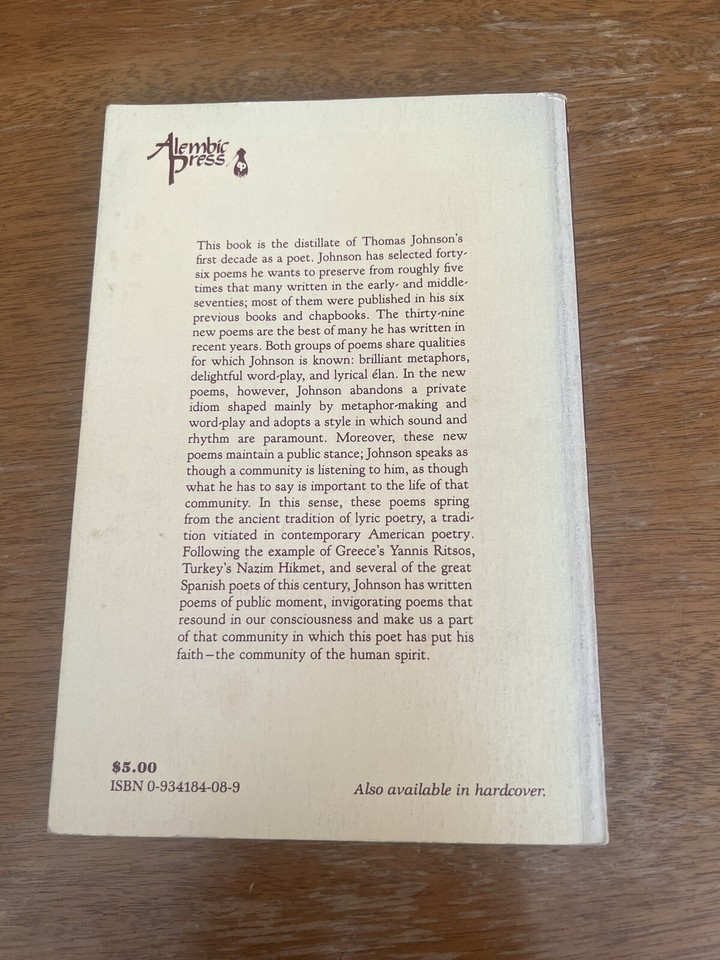 Alembic
Press
This book is the distillate of Thomas Johnson's
first decade as a poet. Johnson has selected forty-
six poems he wants to preserve from roughly five
times that many written in the early- and middle-
seventies; most of them were published in his six
previous books and chapbooks. The thirty-nine
new poems are the best of many he has written in
recent years. Both groups of poems share qualities
for which Johnson is known: brilliant metaphors,
delightful word-play, and lyrical élan. In the new
poems, however, Johnson abandons a private
idiom shaped mainly by metaphor-making and
word-play and adopts a style in which sound and
rhythm are paramount. Moreover, these new
poems maintain a public stance; Johnson speaks as
though a community is listening to him, as though
what he has to say is important to the life of that
community. In this sense, these poems spring
from the ancient tradition of lyric poetry, a tradi-
tion vitiated in contemporary American poetry.
Following the example of Greece's Yannis Ritsos,
Turkey's Nazim Hikmet, and several of the great
Spanish poets of this century, Johnson has written
poems of public moment, invigorating poems that
resound in our consciousness and make us a part
of that community in which this poet has put his
faith–the community of the human spirit.
$5.00
ISBN 0-934184-08-9
Also available in hardcover.